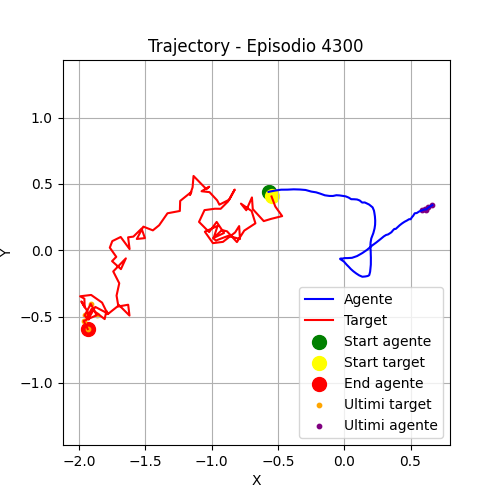 Trajectory - Episodio 4300
Y
1.0
0.5
0.0
−0.5
−1.0
−2.0 −1.5 −1.0 −0.5 0.0 0.5
X
Agente
Target
Start agente
Start target
End agente
Ultimi target
Ultimi agente